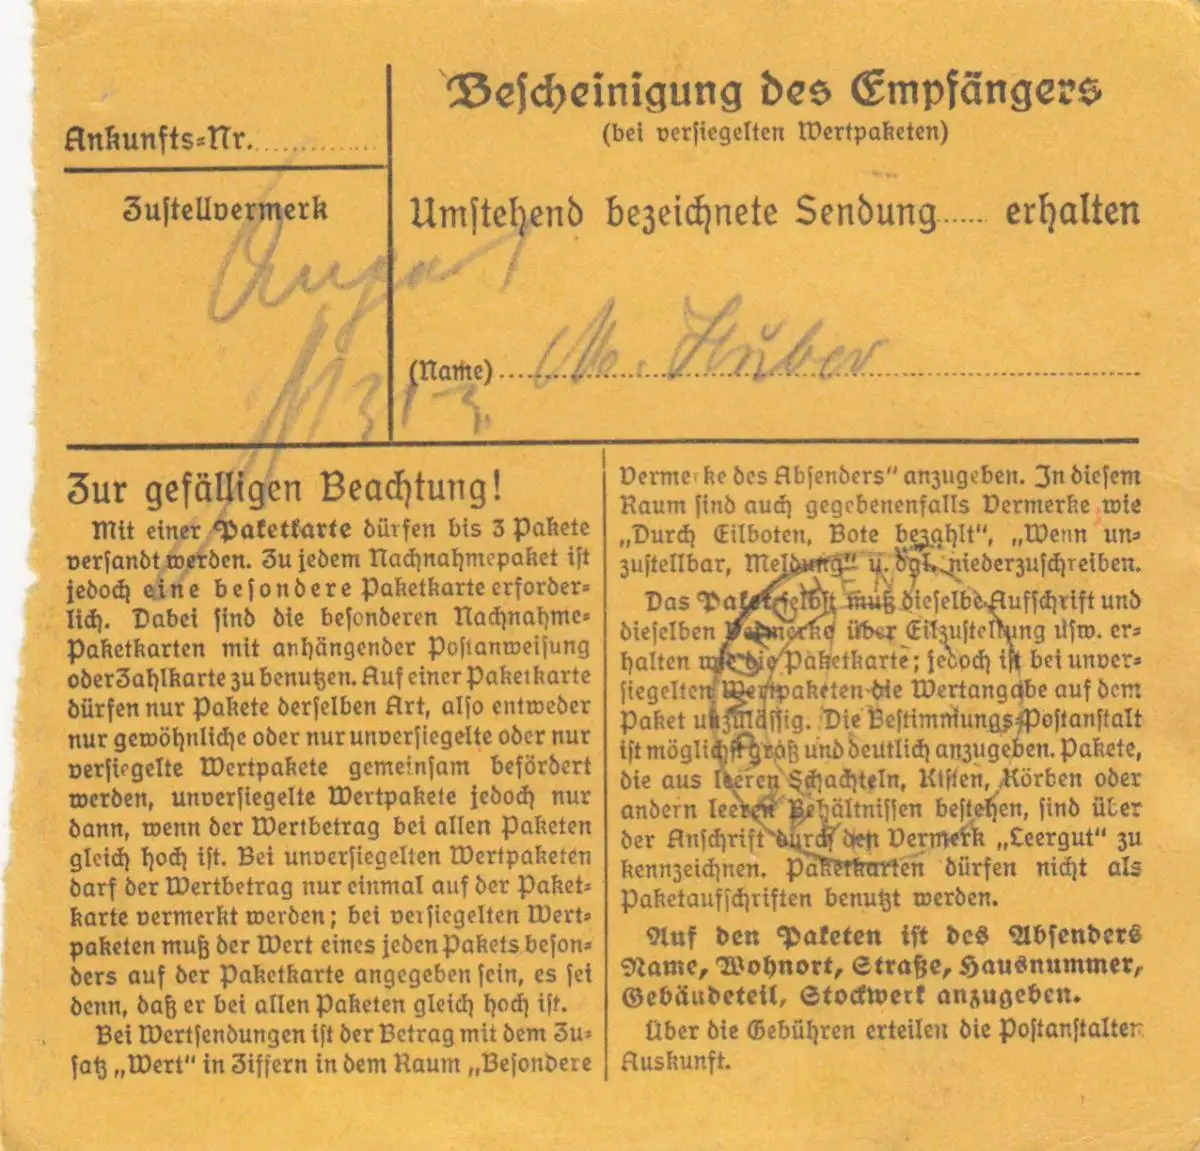 Ankunfts-Nr. ............
Zustellvermerk
Bescheinigung des Empfängers
(bei versiegelten Wertpaketen)
Umstehend bezeichnete Sendung ...... erhalten
(Name) M. Huber
Zur gefälligen Beachtung!
Mit einer Paketkarte dürfen bis 3 Pakete
versandt werden. Zu jedem Nachnahmepaket ist
jedoch eine besondere Paketkarte erforder-
lich. Dabei sind die besonderen Nachnahme-
Paketkarten mit anhängender Postanweisung
oder Zahlkarte zu benutzen. Auf einer Paketkarte
dürfen nur Pakete derselben Art, also entweder
nur gewöhnliche oder nur unversiegelte oder nur
versiegelte Wertpakete gemeinsam befördert
werden, unversiegelte Wertpakete jedoch nur
dann, wenn der Wertbetrag bei allen Paketen
gleich hoch ist. Bei unversiegelten Wertpaketen
darf der Wertbetrag nur einmal auf der Paket-
karte vermerkt werden; bei versiegelten Wert-
paketen muß der Wert eines jeden Pakets beson-
ders auf der Paketkarte angegeben sein, es sei
denn, daß er bei allen Paketen gleich hoch ist.
Bei Wertsendungen ist der Betrag mit dem Zu-
satz „Wert“ in Ziffern in dem Raum „Besondere
Vermerke des Absenders“ anzugeben. In diesem
Raum sind auch gegebenenfalls Vermerke wie
„Durch Eilboten, Bote bezahlt“, „Wenn un-
zustellbar, Meldung“ u. dgl. niederzuschreiben.
Das Paket selbst muß dieselbe Aufschrift und
dieselben Vermerke über Eilzustellung usw. er-
halten wie die Paketkarte; jedoch ist bei unver-
siegelten Wertpaketen die Wertangabe auf dem
Paket unzulässig. Die Bestimmungs-Postanstalt
ist möglichst groß und deutlich anzugeben. Pakete,
die aus leeren Schachteln, Kisten, Körben oder
andern leeren Behältnissen bestehen, sind über
der Anschrift durch den Vermerk „Leergut“ zu
kennzeichnen. Paketkarten dürfen nicht als
Paketaufschriften benutzt werden.
Auf den Paketen ist des Absenders
Name, Wohnort, Straße, Hausnummer,
Gebäudeteil, Stockwerk anzugeben.
Über die Gebühren erteilen die Postanstalten
Auskunft.